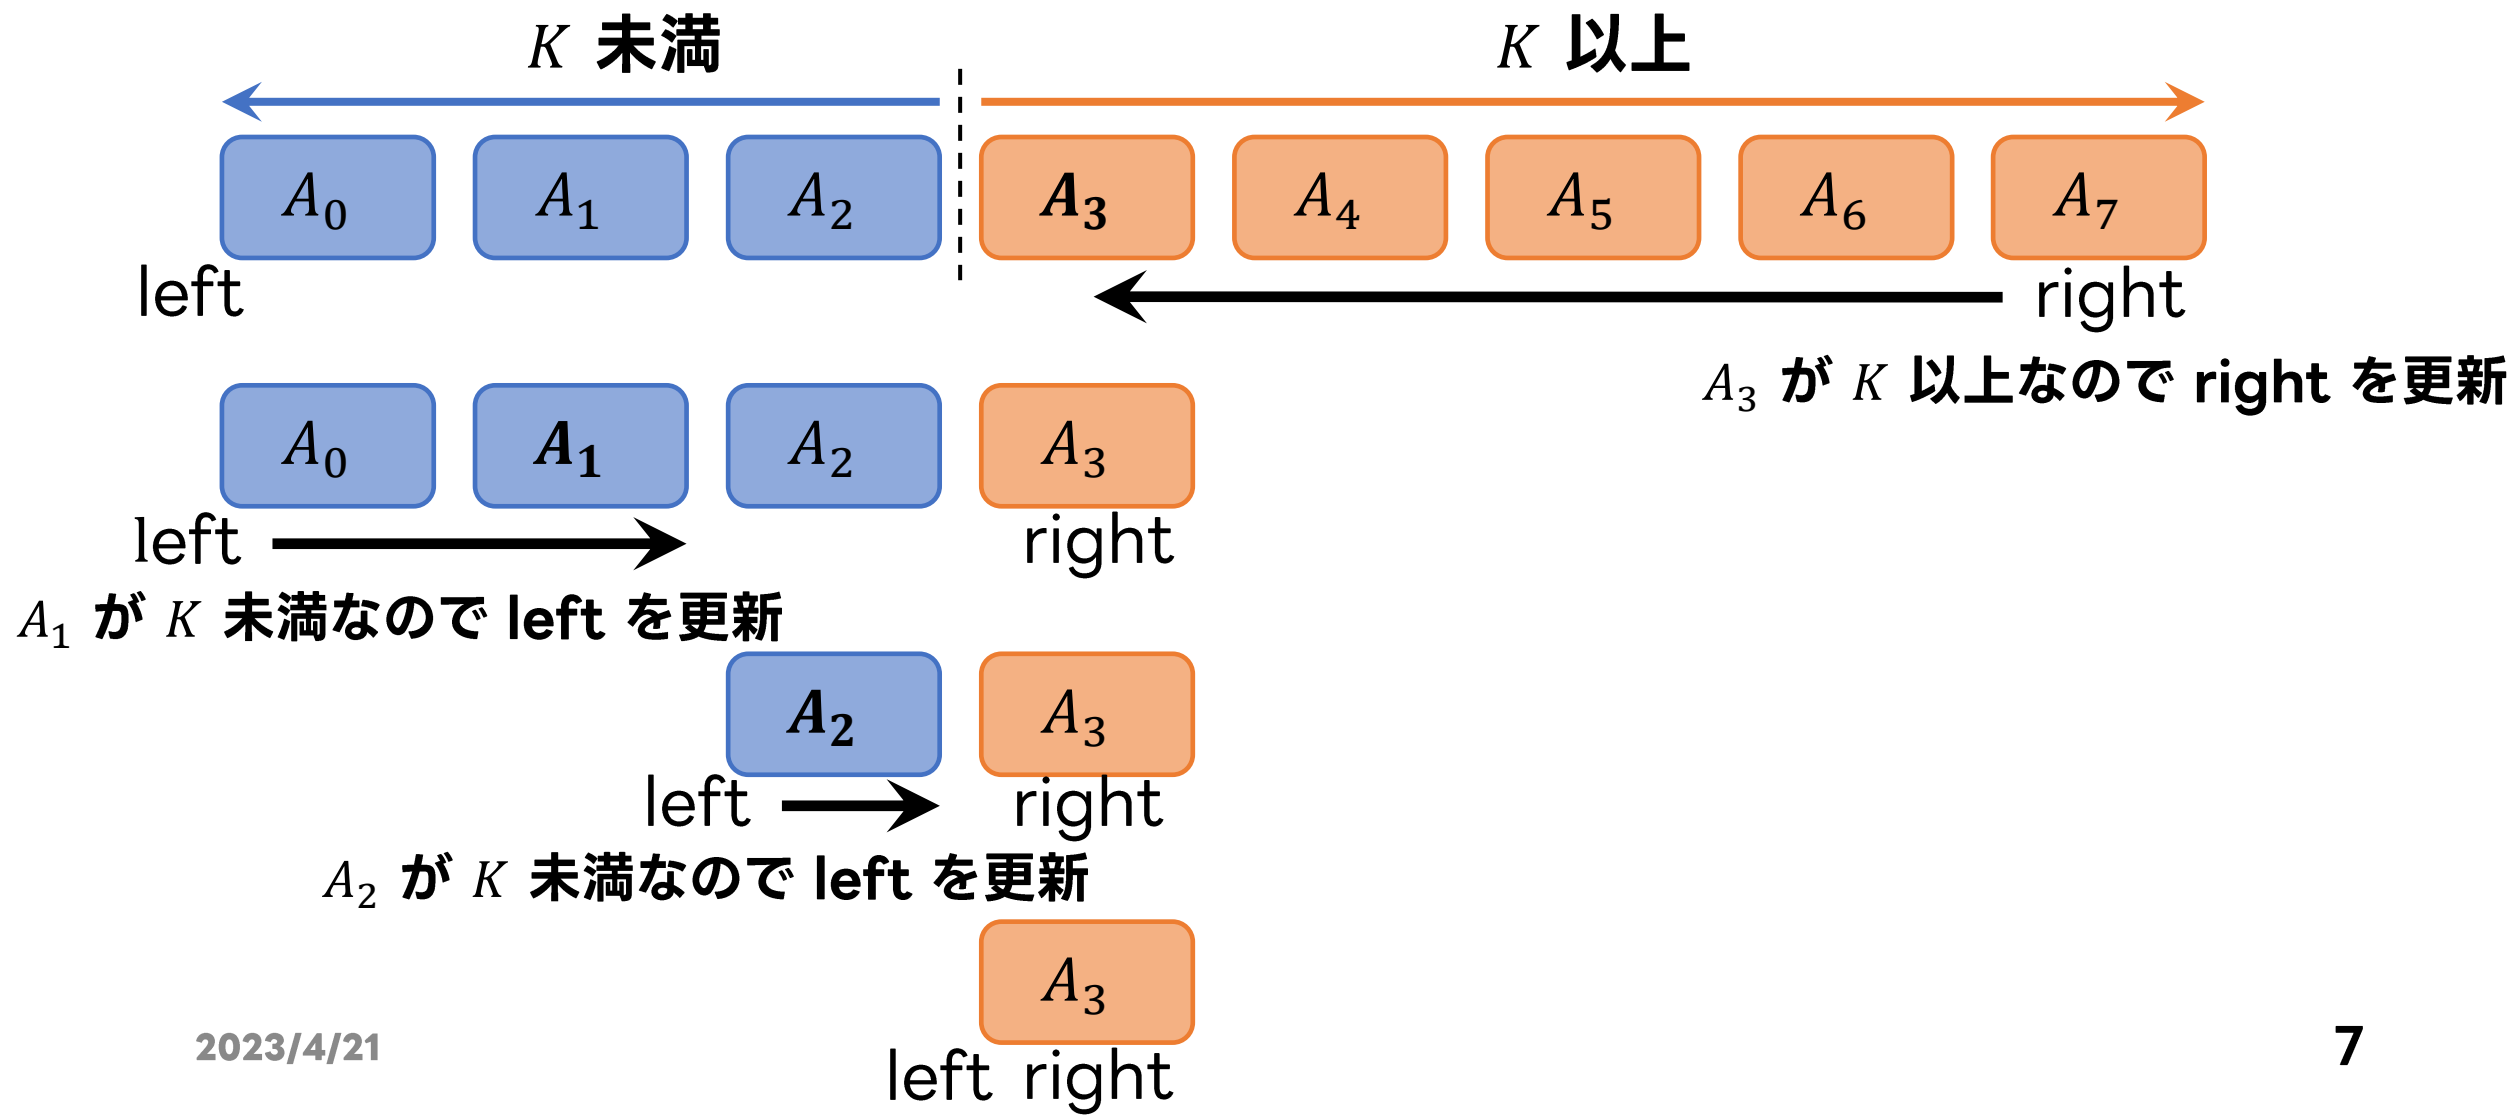 K 未満 K 以上
A0 A1 A2 A3 A4 A5 A6 A7
left right
A3 が K 以上なので right を更新
A0 A1 A2 A3
left right
A1 が K 未満なので left を更新
A2 A3
left right
A2 が K 未満なので left を更新
A3
left right
2023/4/21 7